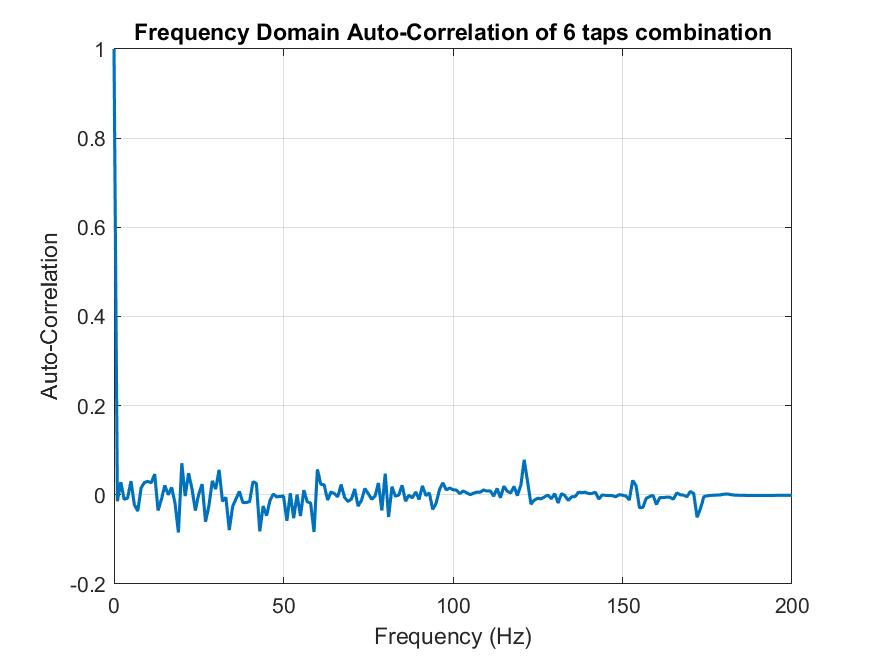 Frequency Domain Auto-Correlation of 6 taps combination
1
0.8
0.6
0.4
0.2
0
-0.2
Auto-Correlation
0 50 100 150 200
Frequency (Hz)